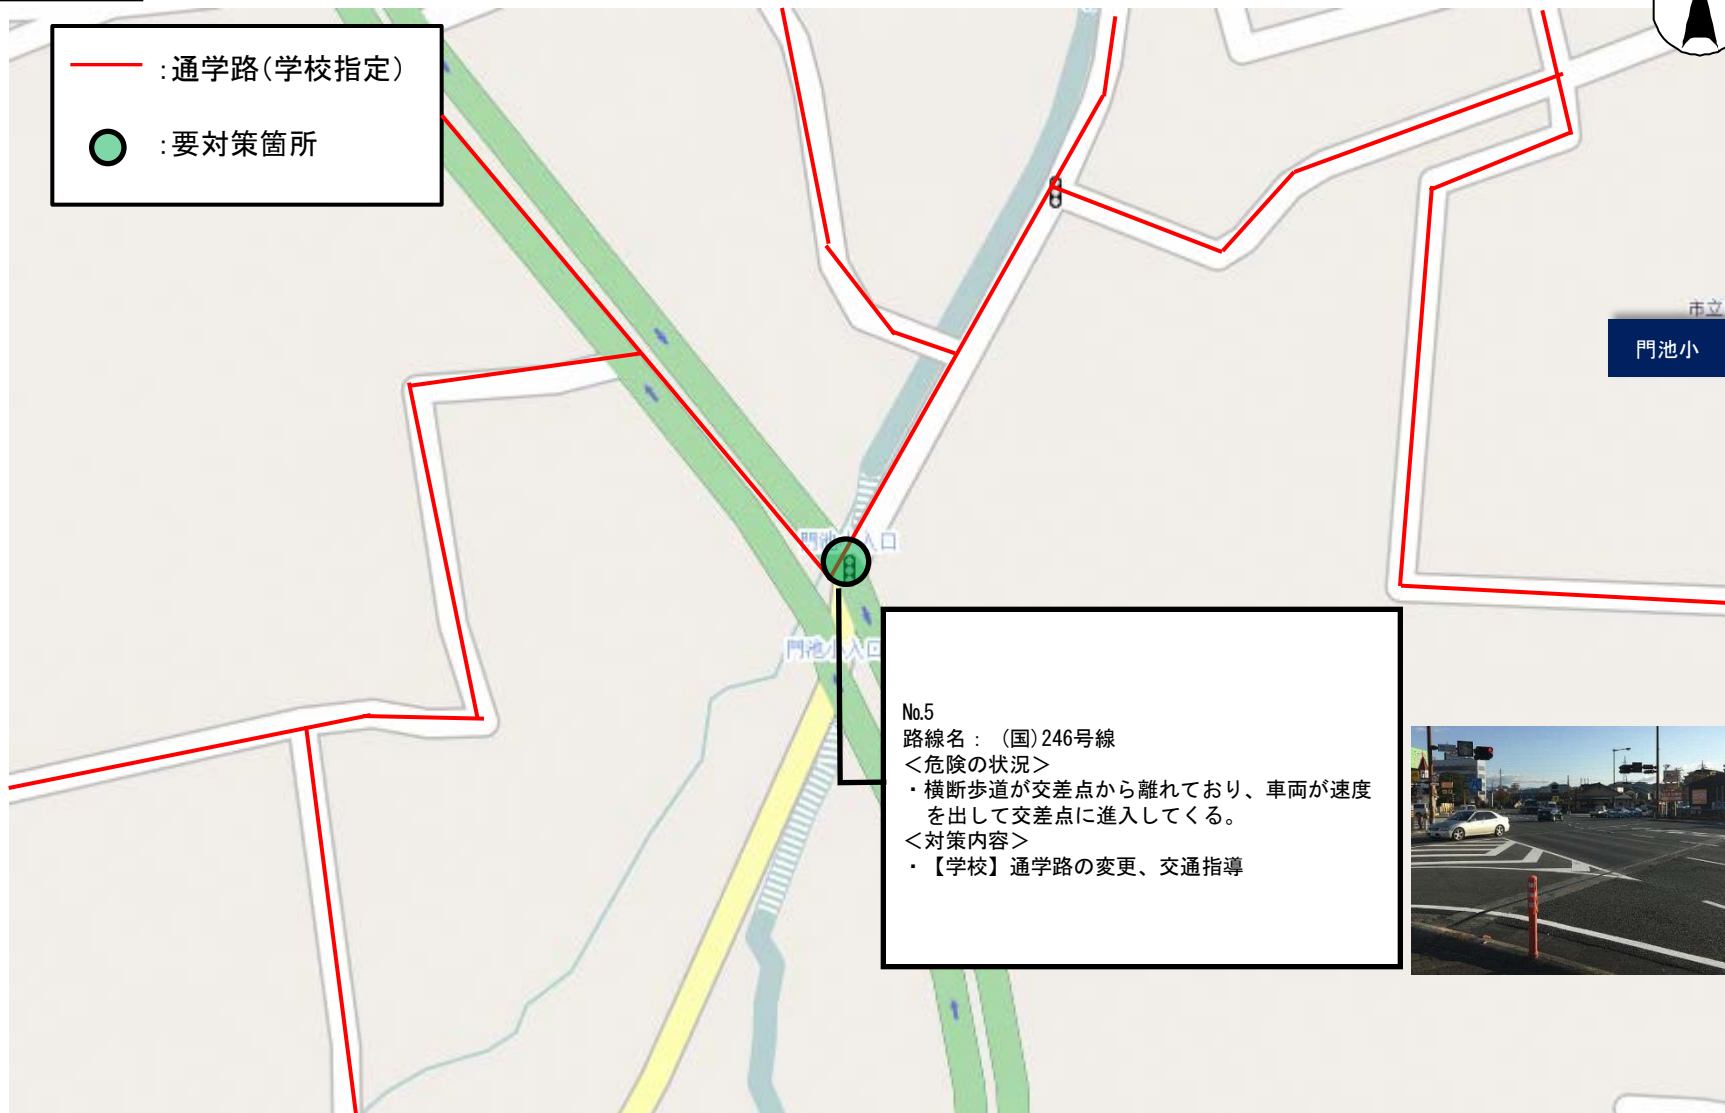 ：通学路（学校指定）
：要対策箇所
市立
門池小
門池小入口
門池小入口
No.5
路線名： （国）246号線
＜危険の状況＞
・横断歩道が交差点から離れており、車両が速度
を出して交差点に進入してくる。
＜対策内容＞
・【学校】通学路の変更、交通指導